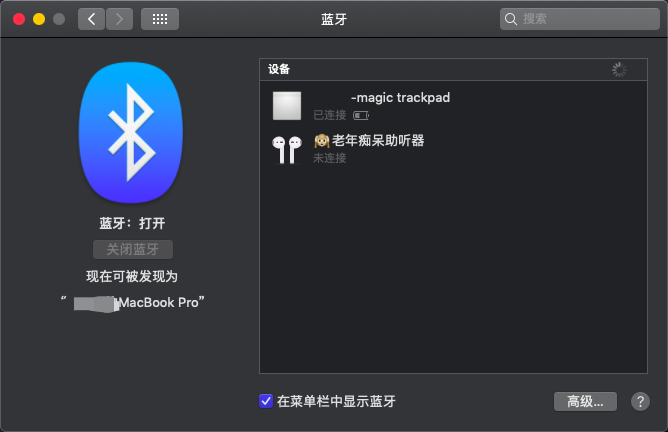 蓝牙
搜索
设备
-magic trackpad
已连接
🙉老年痴呆助听器
未连接
蓝牙：打开
关闭蓝牙
现在可被发现为
“ MacBook Pro”
在菜单栏中显示蓝牙
高级...
?